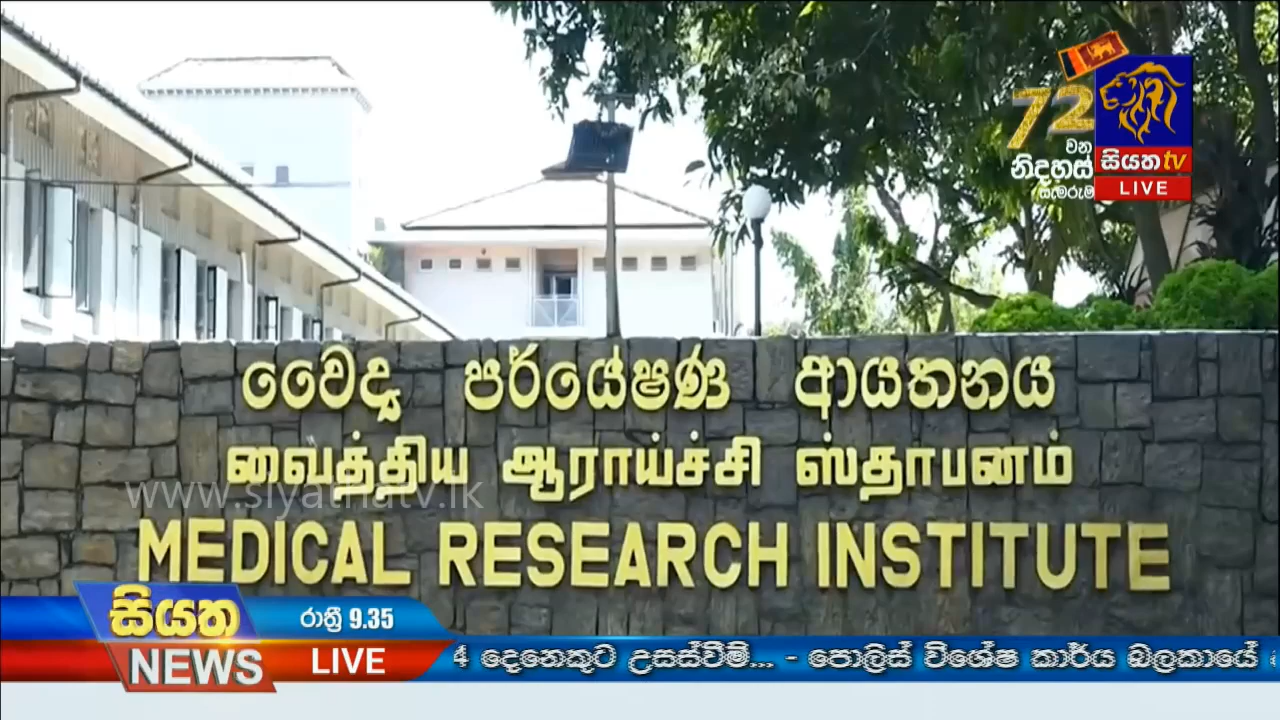 72
වන
නිදහස්
සැමරුම
සියත tv
LIVE
වෛද්‍ය පර්යේෂණ ආයතනය
வைத்திய ஆராய்ச்சி ஸ்தாபனம்
www.siyathatv.lk
MEDICAL RESEARCH INSTITUTE
සියත
NEWS
රාත්‍රී 9.35
LIVE
4 දෙනෙකුට උසස්වීම්... - පොලිස් විශේෂ කාර්ය බලකායේ